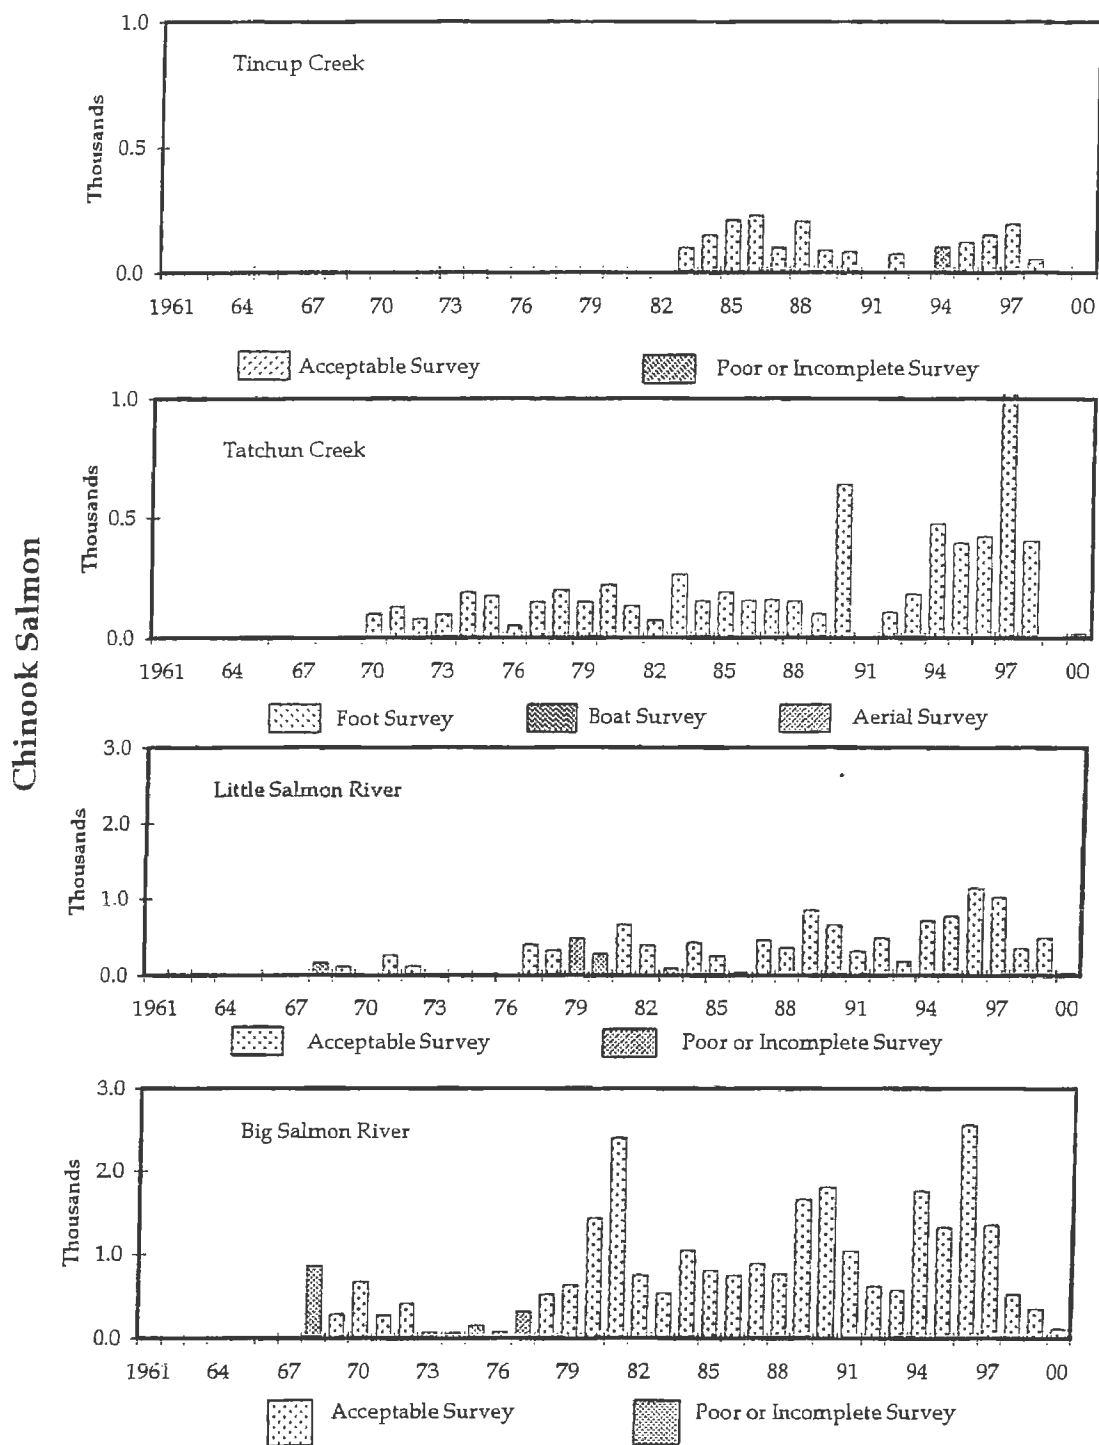 Chinook Salmon
1.0
Tincup Creek
Thousands
0.5
0.0
1961 64 67 70 73 76 79 82 85 88 91 94 97 00
Acceptable Survey Poor or Incomplete Survey
1.0
Tatchun Creek
Thousands
0.5
0.0
1961 64 67 70 73 76 79 82 85 88 91 94 97 00
Foot Survey Boat Survey Aerial Survey
3.0
Little Salmon River
2.0
Thousands
1.0
0.0
1961 64 67 70 73 76 79 82 85 88 91 94 97 00
Acceptable Survey Poor or Incomplete Survey
3.0
Big Salmon River
2.0
Thousands
1.0
0.0
1961 64 67 70 73 76 79 82 85 88 91 94 97 00
Acceptable Survey Poor or Incomplete Survey